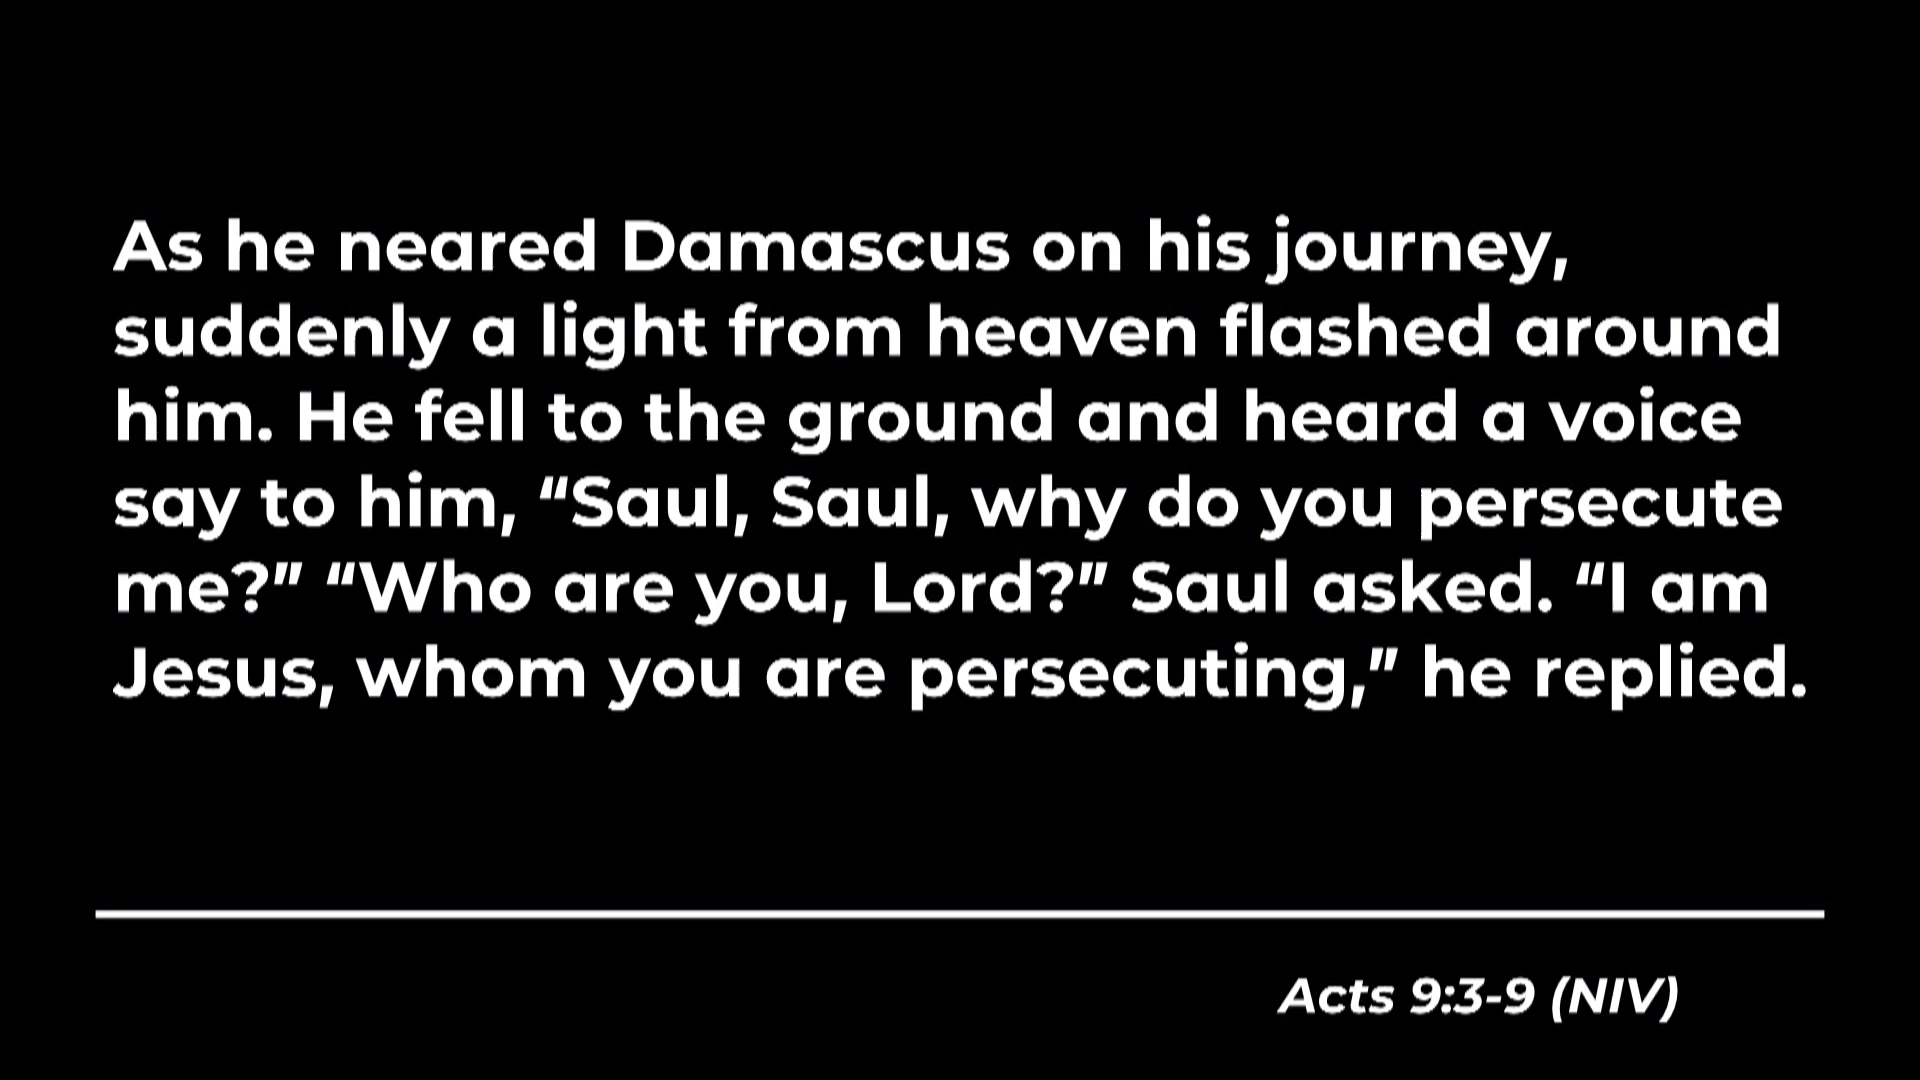 As he neared Damascus on his journey,
suddenly a light from heaven flashed around
him. He fell to the ground and heard a voice
say to him, “Saul, Saul, why do you persecute
me?” “Who are you, Lord?” Saul asked. “I am
Jesus, whom you are persecuting,” he replied.
Acts 9:3-9 (NIV)